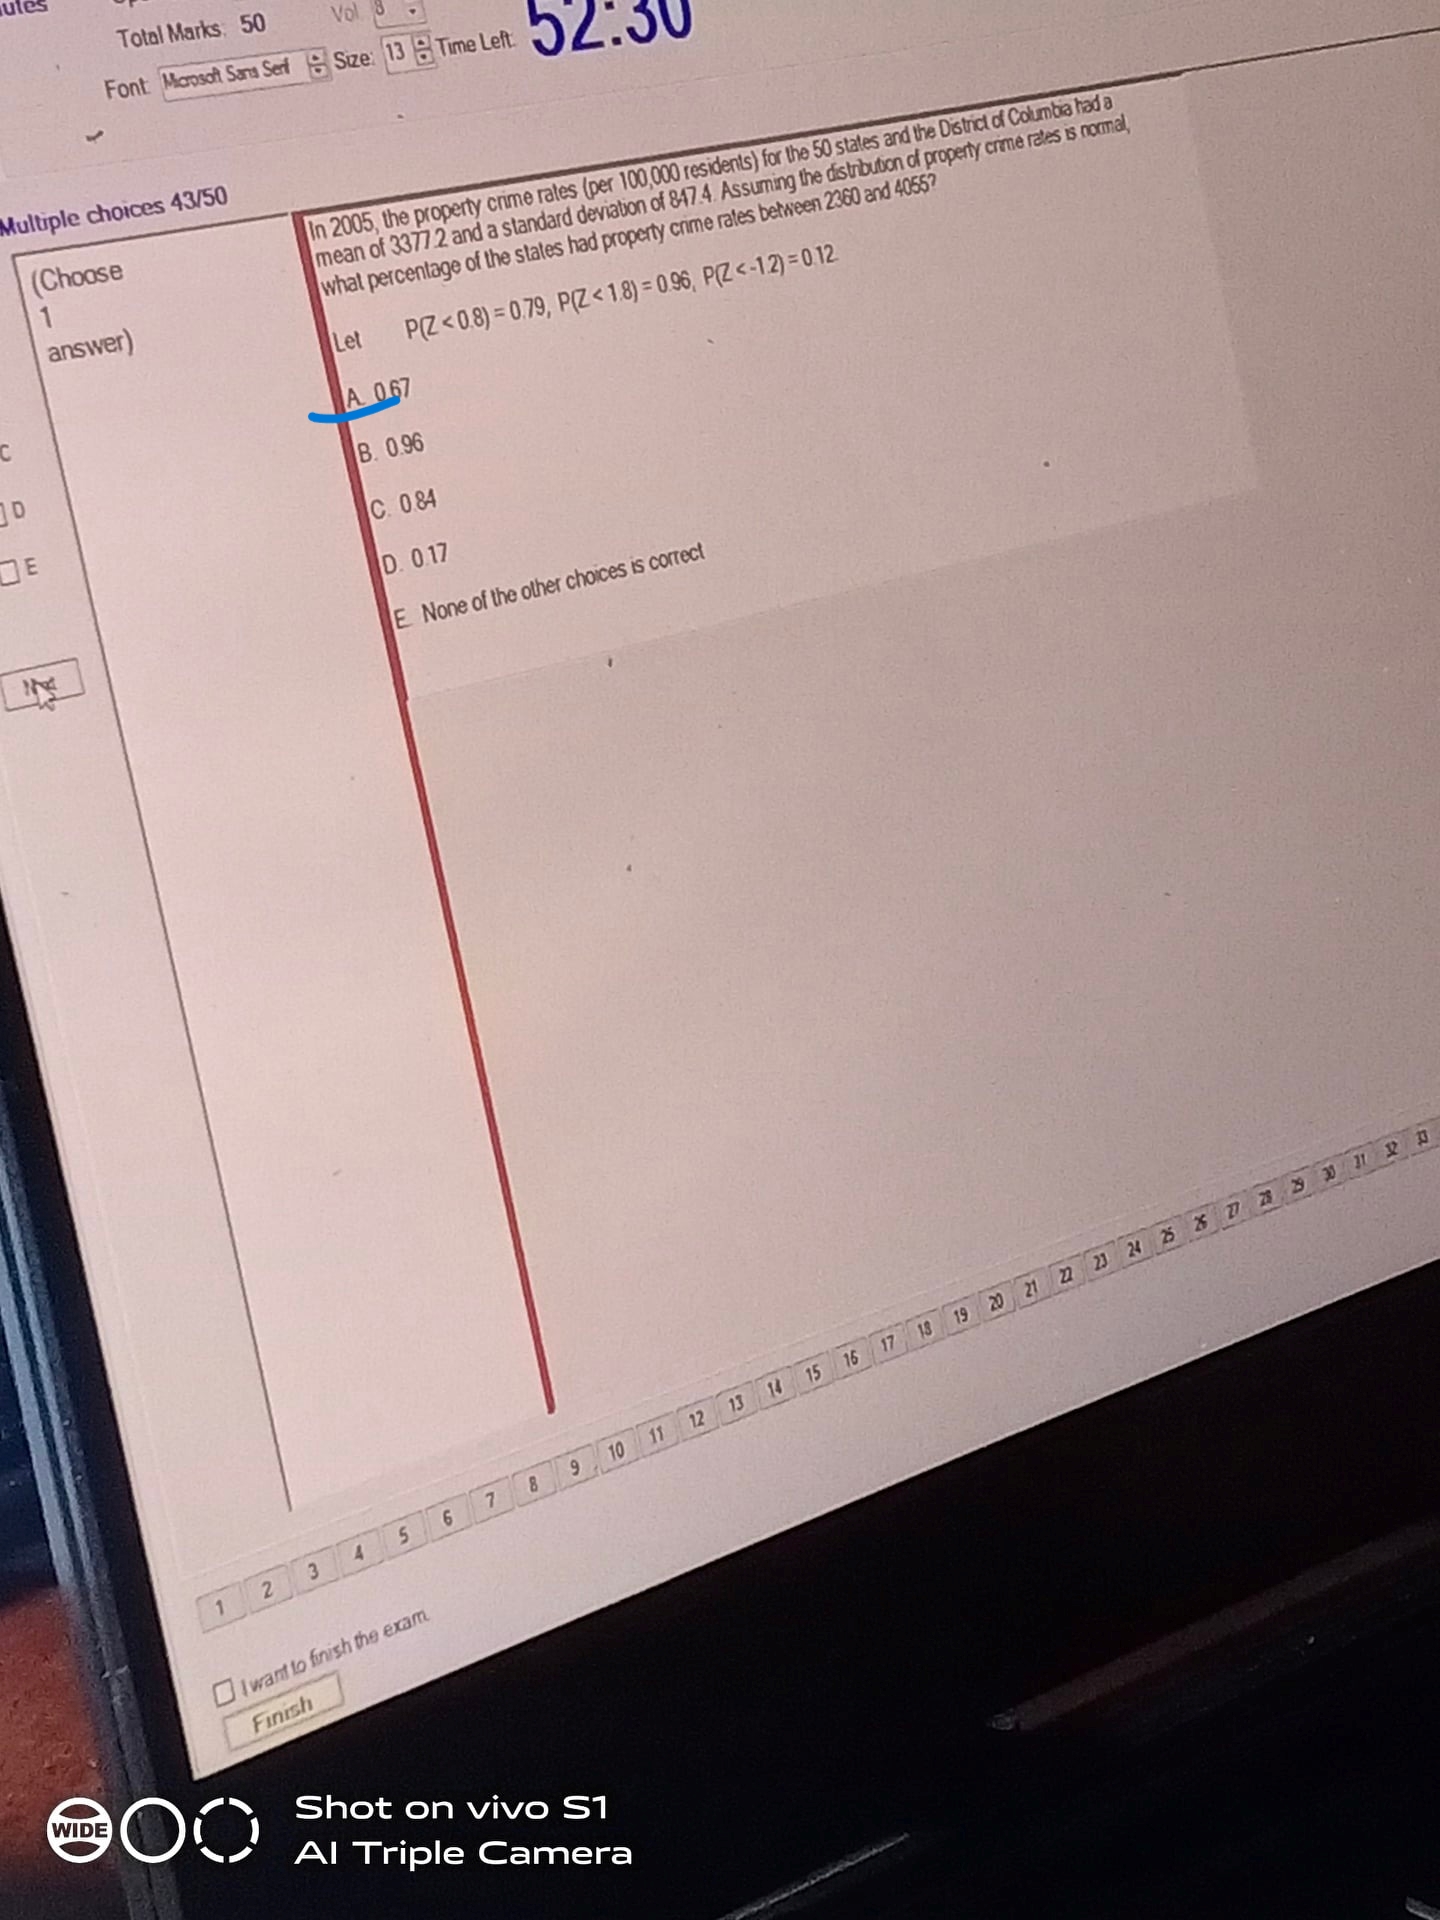 Total Marks: 50
Vol 8
Font: Microsoft Sans Serif Size: 13 Time Left: 52:30
Multiple choices 43/50
(Choose
1
answer)
In 2005, the property crime rates (per 100,000 residents) for the 50 states and the District of Columbia had a
mean of 3377.2 and a standard deviation of 847.4. Assuming the distribution of property crime rates is normal,
what percentage of the states had property crime rates between 2360 and 4055?
Let P(Z < 0.8) = 0.79, P(Z < 1.8) = 0.96, P(Z < -1.2) = 0.12.
A. 0.67
B. 0.96
C. 0.84
D. 0.17
E. None of the other choices is correct
C
D
E
Next
1 2 3 4 5 6 7 8 9 10 11 12 13 14 15 16 17 18 19 20 21 22 23 24 25 26 27 28 29 30 31 32 33
I want to finish the exam.
Finish
WIDE
Shot on vivo S1
AI Triple Camera